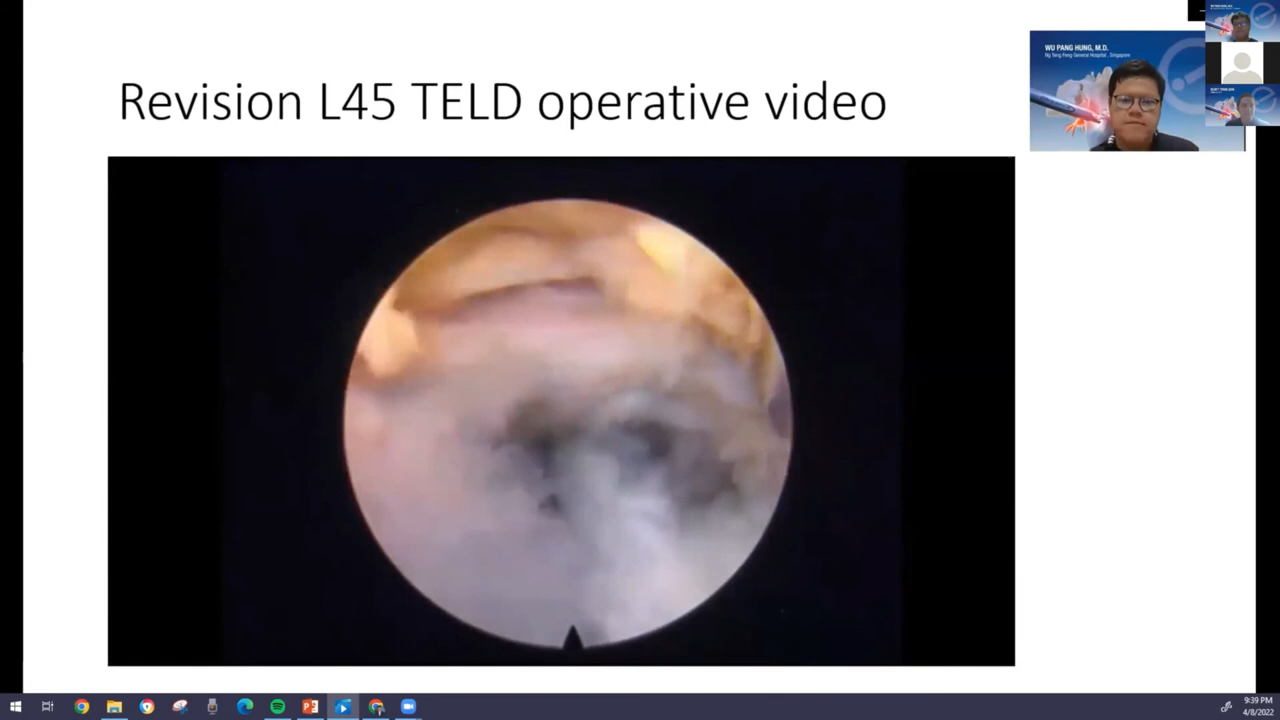 Revision L45 TELD operative video
WU PANG HUNG, M.D.
Ng Teng Fong General Hospital , Singapore
9:39 PM
4/8/2022